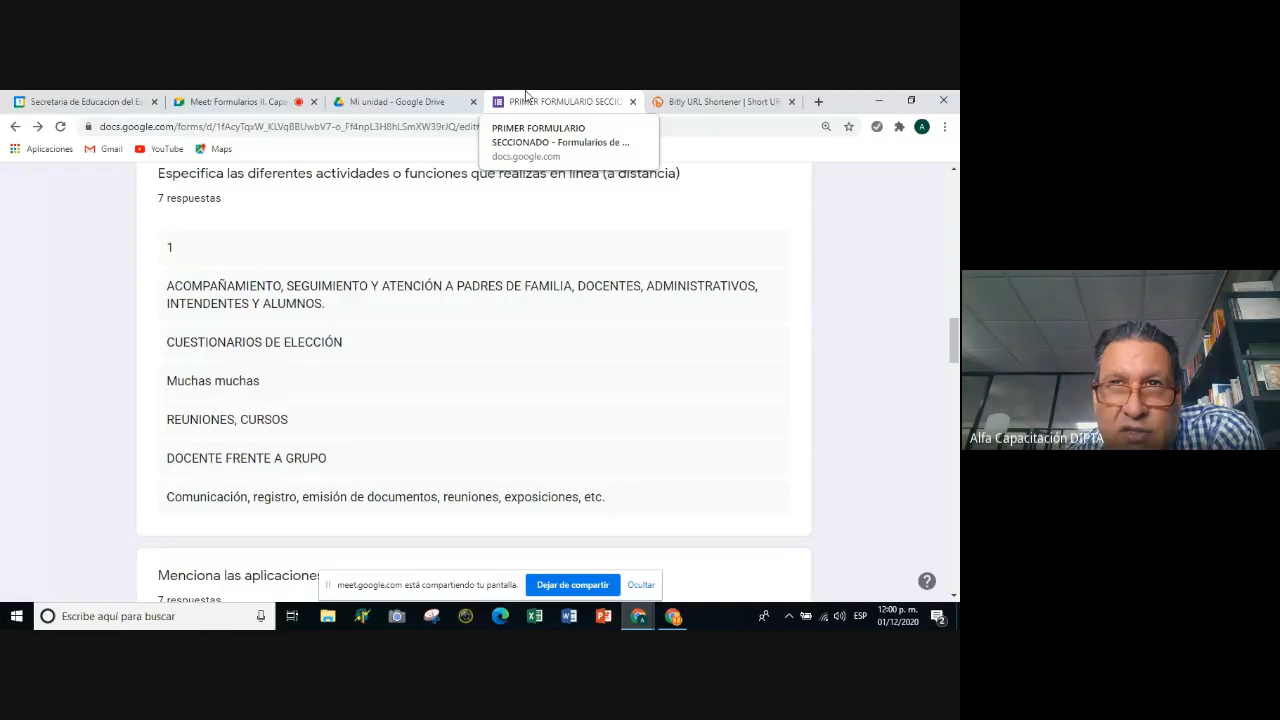 Secretaria de Educacion del Es
Meet: Formularios II. Capa
Mi unidad - Google Drive
PRIMER FORMULARIO SECCIO
Bitly URL Shortener | Short UR
docs.google.com/forms/d/1fAcyTqxW_KLVqBBUwbV7-o_Ff4npL3H8hLSmXW39rJQ/edit#
A
Aplicaciones
Gmail
YouTube
Maps
PRIMER FORMULARIO
SECCIONADO - Formularios de ...
docs.google.com
Especifica las diferentes actividades o funciones que realizas en línea (a distancia)
7 respuestas
1
ACOMPAÑAMIENTO, SEGUIMIENTO Y ATENCIÓN A PADRES DE FAMILIA, DOCENTES, ADMINISTRATIVOS,
INTENDENTES Y ALUMNOS.
CUESTIONARIOS DE ELECCIÓN
Muchas muchas
REUNIONES, CURSOS
DOCENTE FRENTE A GRUPO
Comunicación, registro, emisión de documentos, reuniones, exposiciones, etc.
Menciona las aplicaciones
7 respuestas
meet.google.com está compartiendo tu pantalla.
Dejar de compartir
Ocultar
Alfa Capacitación DIPTA
Escribe aquí para buscar
ESP
12:00 p. m.
01/12/2020
2